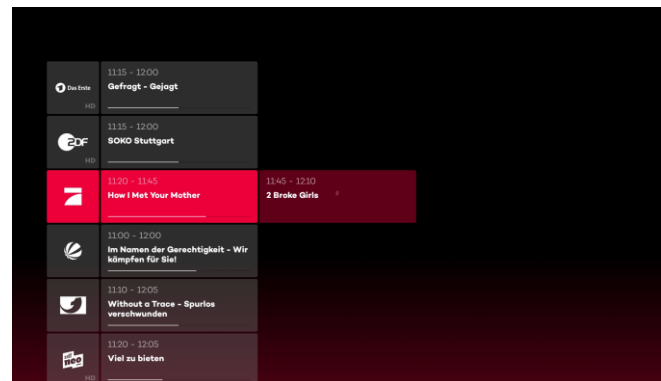 11:15 - 12:00
Das Erste
Gefragt - Gejagt
HD
11:15 - 12:00
ZDF
SOKO Stuttgart
HD
11:20 - 11:45
How I Met Your Mother
11:45 - 12:10
2 Broke Girls
11:00 - 12:00
Im Namen der Gerechtigkeit - Wir
kämpfen für Sie!
11:10 - 12:05
Without a Trace - Spurlos
verschwunden
11:20 - 12:05
neo
Viel zu bieten
HD